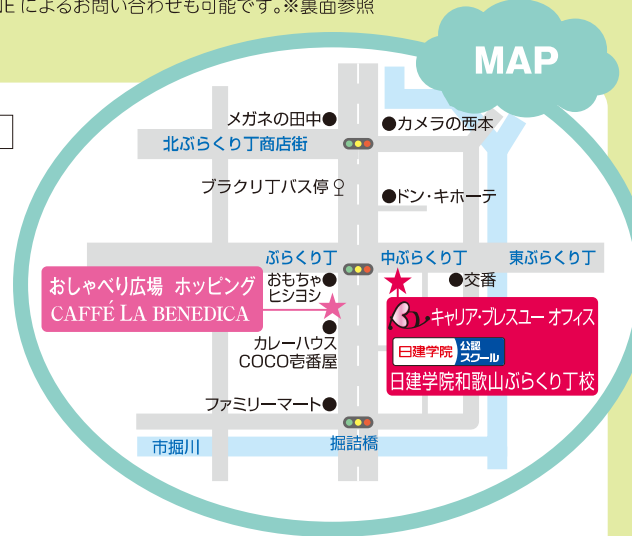 IE によるお問い合わせも可能です。※裏面参照
MAP
メガネの田中
カメラの西本
北ぶらくり丁商店街
ブラクリ丁バス停
ドン・キホーテ
ぶらくり丁
中ぶらくり丁
東ぶらくり丁
おしゃべり広場 ホッピング
CAFFÉ LA BENEDICA
おもちゃ
ヒシヨシ
交番
キャリア・ブレスユー オフィス
日建学院 公認
スクール
日建学院和歌山ぶらくり丁校
カレーハウス
COCO壱番屋
ファミリーマート
市堀川
掘詰橋